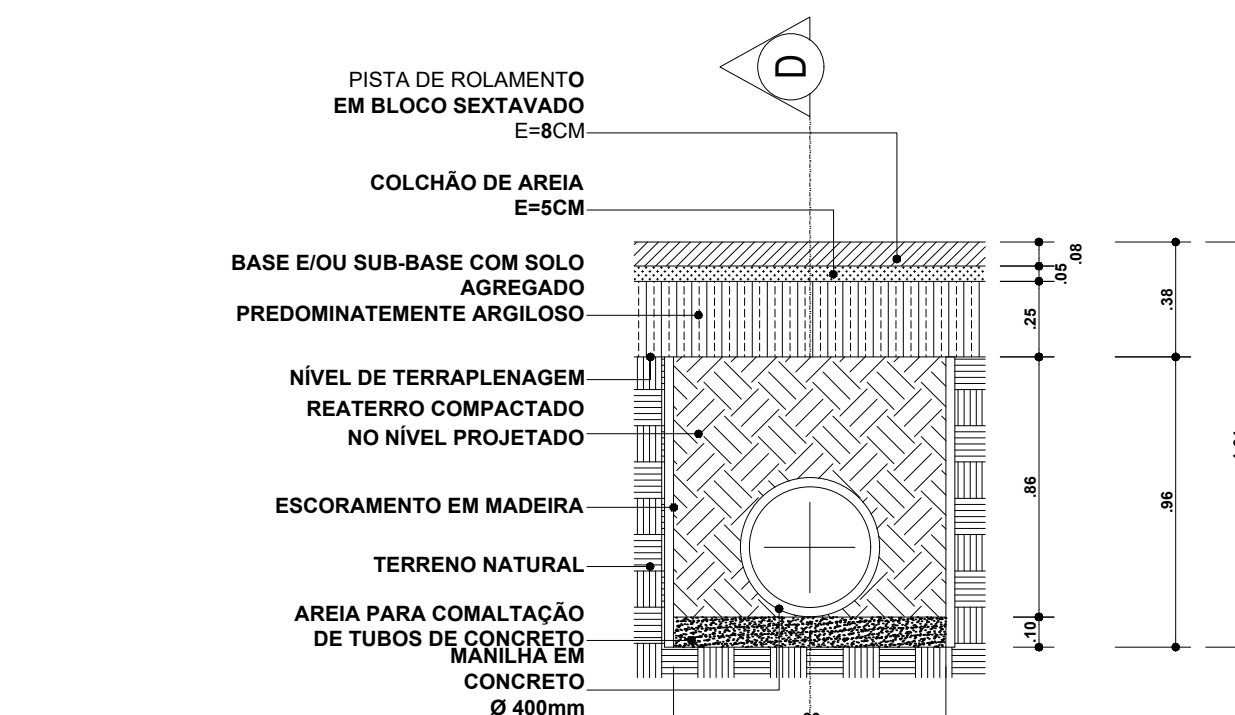 D
PISTA DE ROLAMENTO
EM BLOCO SEXTAVADO
E=8CM
COLCHÃO DE AREIA
E=5CM
BASE E/OU SUB-BASE COM SOLO
AGREGADO
PREDOMINATEMENTE ARGILOSO
NÍVEL DE TERRAPLENAGEM
REATERRO COMPACTADO
NO NÍVEL PROJETADO
ESCORAMENTO EM MADEIRA
TERRENO NATURAL
AREIA PARA COMALTAÇÃO
DE TUBOS DE CONCRETO
MANILHA EM
CONCRETO
Ø 400mm
.08
.05
.25
.38
.86
.96
.10